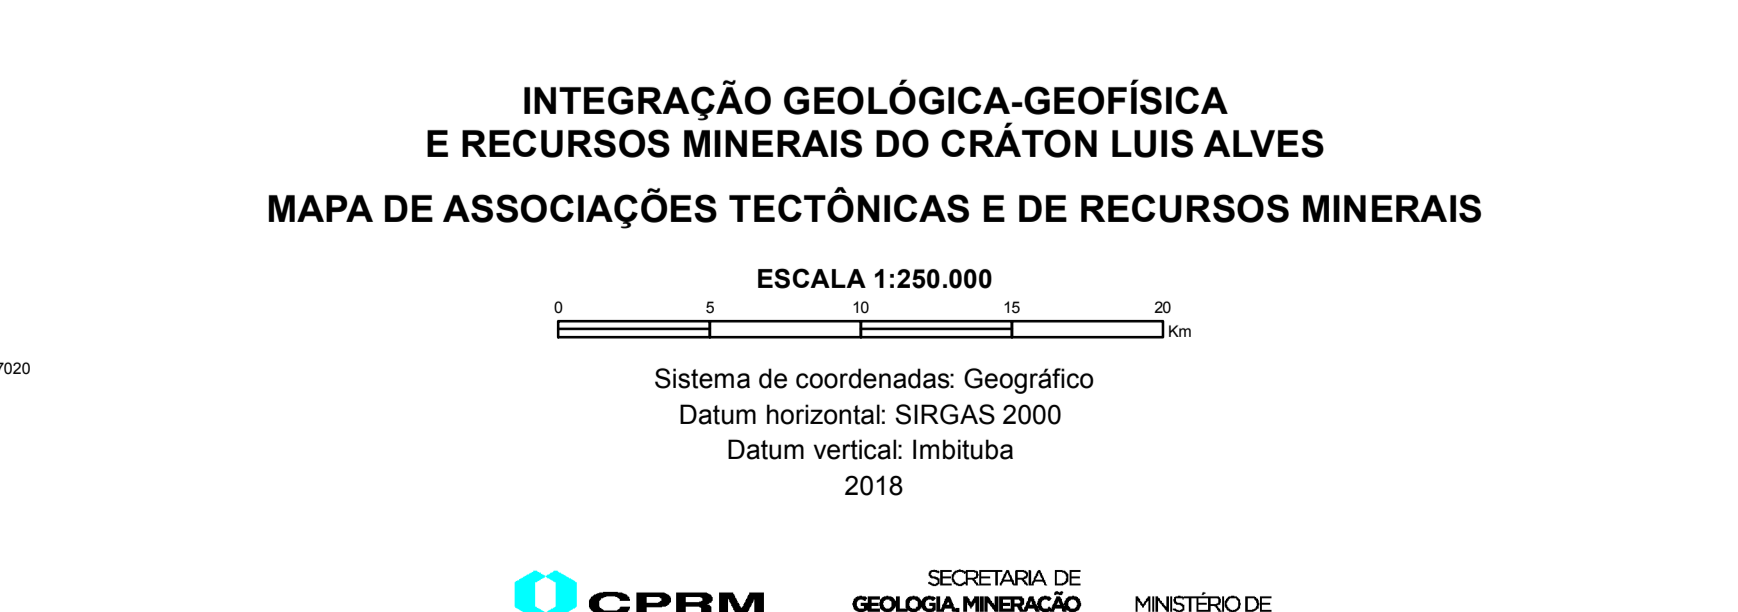 INTEGRAÇÃO GEOLÓGICA-GEOFÍSICA
E RECURSOS MINERAIS DO CRÁTON LUIS ALVES
MAPA DE ASSOCIAÇÕES TECTÔNICAS E DE RECURSOS MINERAIS
ESCALA 1:250.000
0 5 10 15 20
Km
7020
Sistema de coordenadas: Geográfico
Datum horizontal: SIRGAS 2000
Datum vertical: Imbituba
2018
SECRETARIA DE
CPRM GEOLOGIA, MINERAÇÃO MINISTÉRIO DE